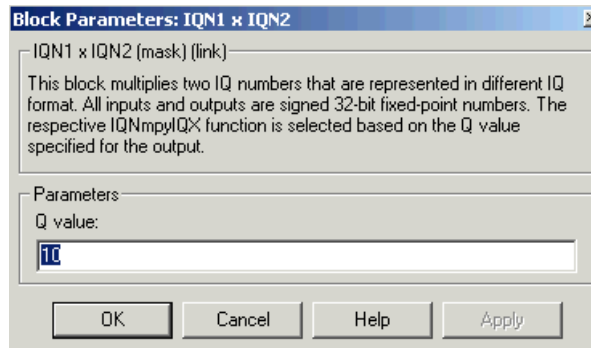 Block Parameters: IQN1 x IQN2
IQN1 x IQN2 (mask) (link)
This block multiplies two IQ numbers that are represented in different IQ
format. All inputs and outputs are signed 32-bit fixed-point numbers. The
respective IQNmpyIQX function is selected based on the Q value
specified for the output.
Parameters
Q value:
10
OK Cancel Help Apply